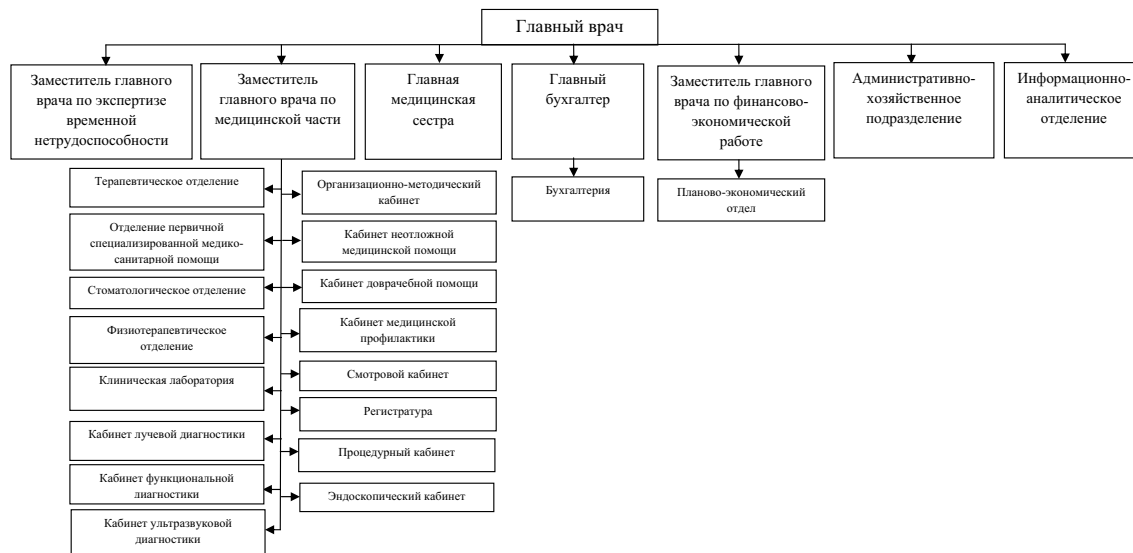 Главный врач
Заместитель главного
врача по экспертизе
временной
нетрудоспособности
Заместитель
главного врача по
медицинской части
Главная
медицинская
сестра
Главный
бухгалтер
Заместитель главного
врача по финансово-
экономической
работе
Административно-
хозяйственное
подразделение
Информационно-
аналитическое
отделение
Терапевтическое отделение
Отделение первичной
специализированной медико-
санитарной помощи
Стоматологическое отделение
Физиотерапевтическое
отделение
Клиническая лаборатория
Кабинет лучевой диагностики
Кабинет функциональной
диагностики
Кабинет ультразвуковой
диагностики
Организационно-методический
кабинет
Кабинет неотложной
медицинской помощи
Кабинет доврачебной помощи
Кабинет медицинской
профилактики
Смотровой кабинет
Регистратура
Процедурный кабинет
Эндоскопический кабинет
Бухгалтерия
Планово-экономический
отдел